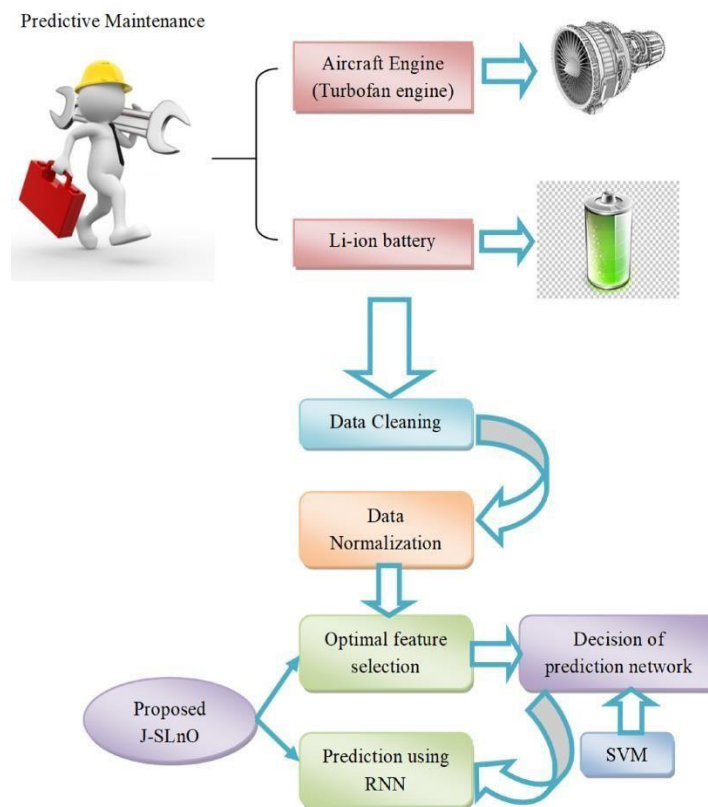 Predictive Maintenance
Aircraft Engine
(Turbofan engine)
Li-ion battery
Data Cleaning
Data
Normalization
Optimal feature
selection
Decision of
prediction network
Proposed
J-SLnO
Prediction using
RNN
SVM